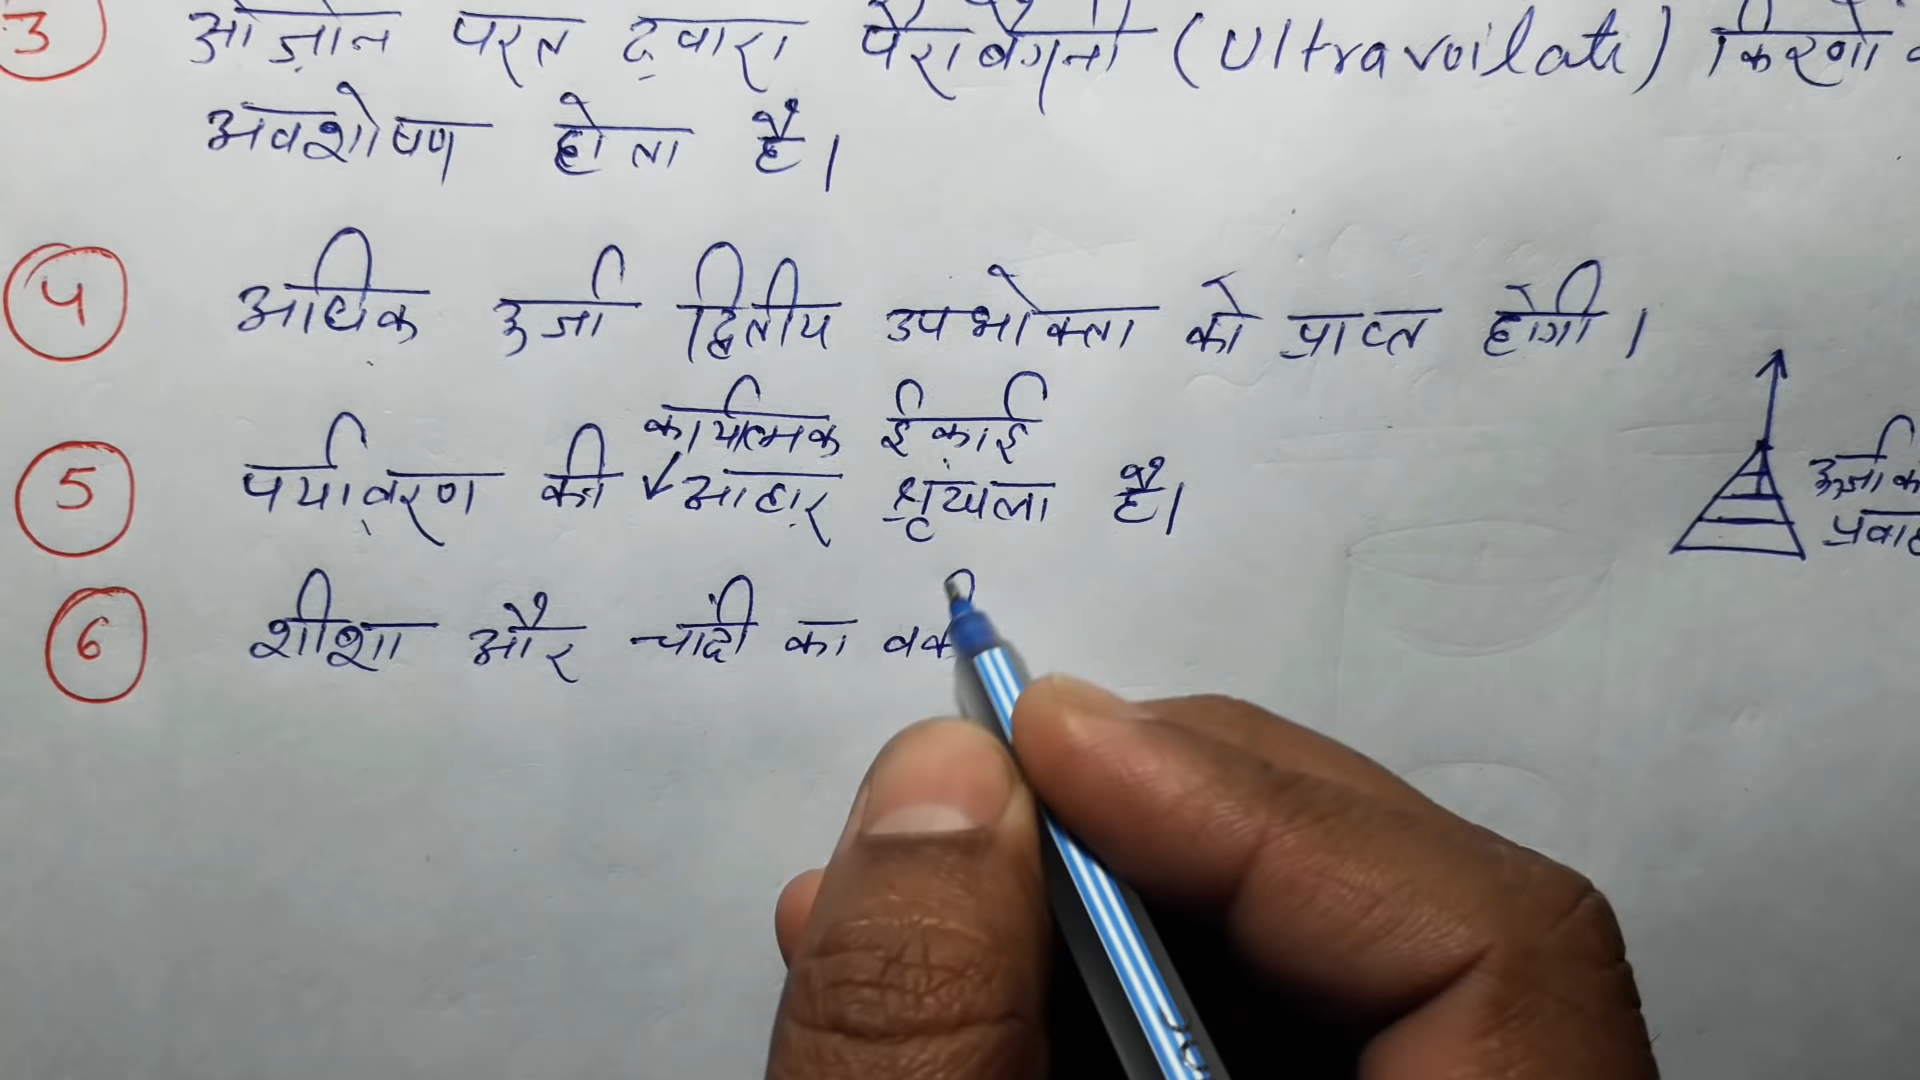 3 ओज़ोन परत द्वारा पैराबैंगनी (Ultravoilate) किरणों
अवशोषण होता है।
4 अधिक ऊर्जा द्वितीय उपभोक्ता को प्राप्त होगी।
कार्यात्मक ईकाई
5 पर्यावरण की आहार श्रृंखला है।
ऊर्जा का
प्रवाह
6 शीशा और चांदी का